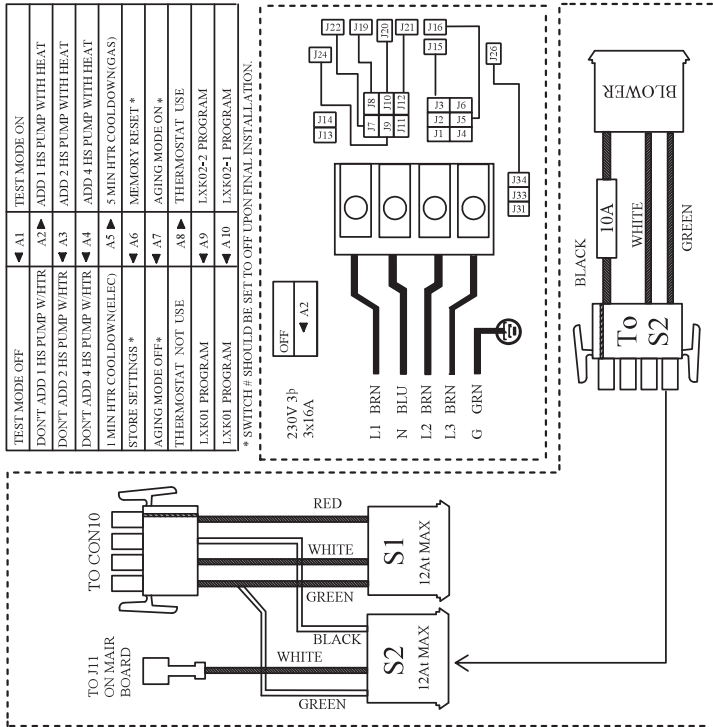 TEST MODE OFF ◀ A1 TEST MODE ON
DON'T ADD 1 HS PUMP W/HTR A2 ▶ ADD 1 HS PUMP WITH HEAT
DON'T ADD 2 HS PUMP W/HTR ◀ A3 ADD 2 HS PUMP WITH HEAT
DON'T ADD 4 HS PUMP W/HTR ◀ A4 ADD 4 HS PUMP WITH HEAT
1 MIN HTR COOLDOWN(ELEC) A5 ▶ 5 MIN HTR COOLDOWN(GAS)
STORE SETTINGS * ◀ A6 MEMORY RESET *
AGING MODE OFF* ◀ A7 AGING MODE ON *
THERMOSTAT NOT USE A8 ▶ THERMOSTAT USE
LXK01 PROGRAM ◀ A9 LXK02-2 PROGRAM
LXK01 PROGRAM ◀ A10 LXK02-1 PROGRAM
* SWITCH # SHOULD BE SET TO OFF UPON FINAL INSTALLATION.
J22
J19
J20
J21
J16
J24
J15
J26
J14
J13
J8 J10 J12
J7 J9 J11
J3 J6
J2 J5
J1 J4
J34
J33
J31
OFF
◀ A2
230V 3þ
3x16A
L1 BRN
N BLU
L2 BRN
L3 BRN
G GRN
BLOWER
10A
BLACK
WHITE
GREEN
To
S2
TO CON10
RED
WHITE
GREEN
S1
12At MAX
BLACK
WHITE
GREEN
S2
12At MAX
TO J11
ON MAIR
BOARD